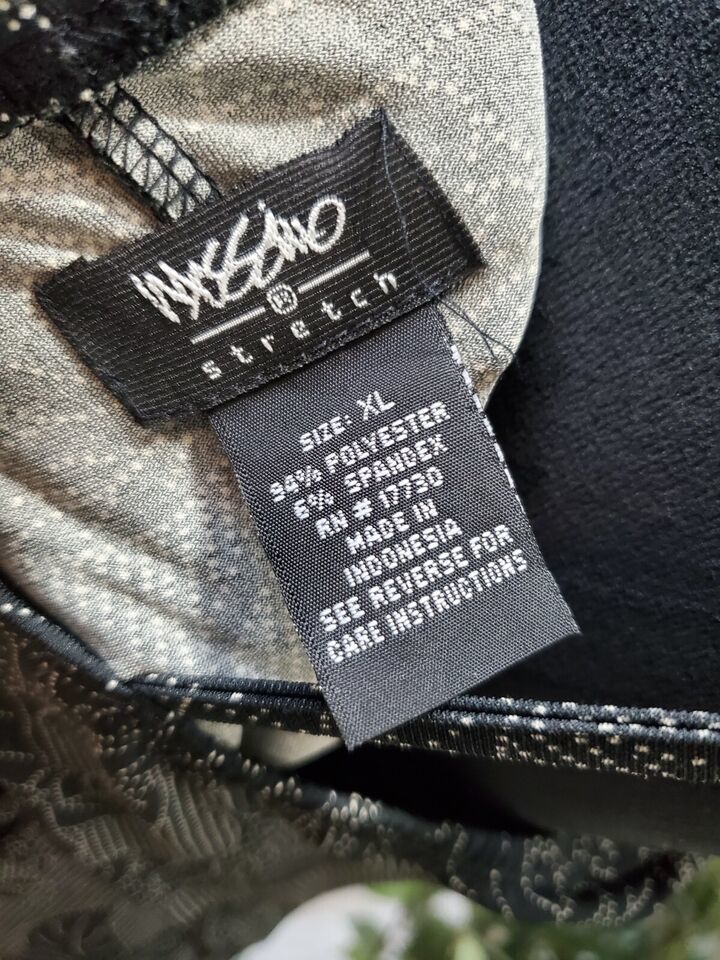 mossimo
stretch
SIZE: XL
94% POLYESTER
6% SPANDEX
RN # 17730
MADE IN
INDONESIA
SEE REVERSE FOR
CARE INSTRUCTIONS